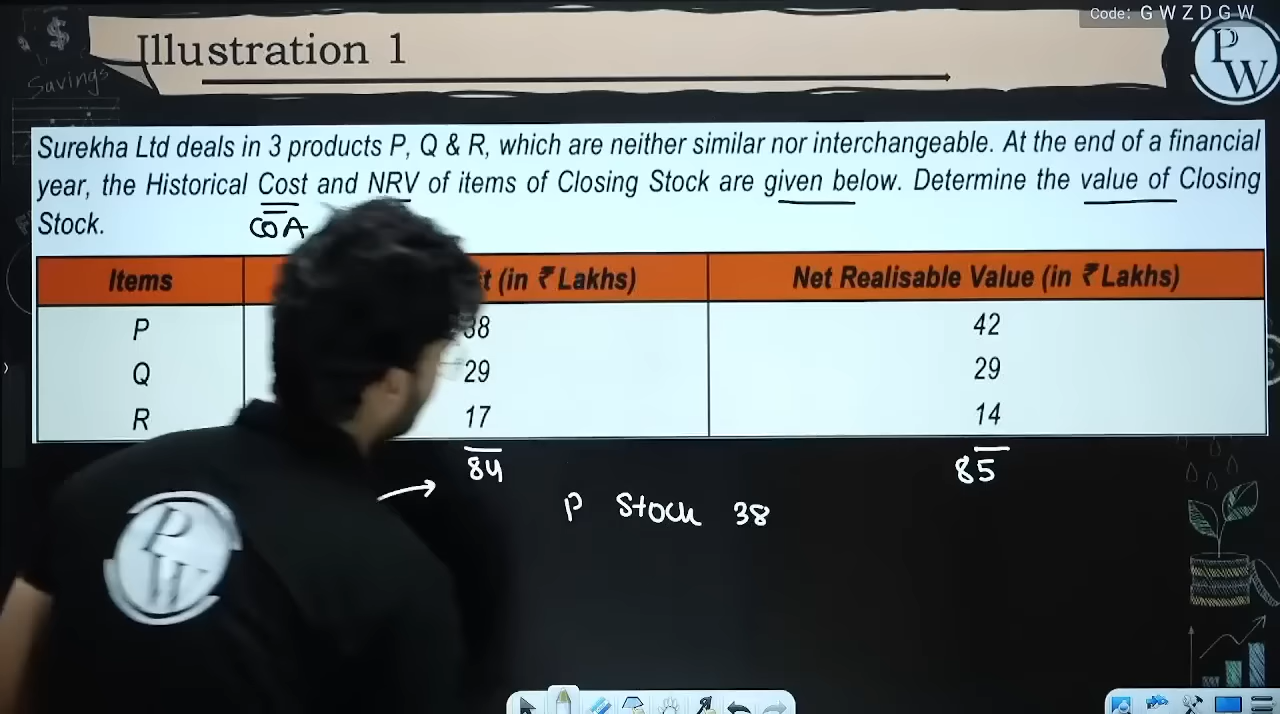 Code: G W Z D G W
Illustration 1
P
W
Savings
Surekha Ltd deals in 3 products P, Q & R, which are neither similar nor interchangeable. At the end of a financial
year, the Historical Cost and NRV of items of Closing Stock are given below. Determine the value of Closing
Stock.
COA
Items (in ₹ Lakhs) Net Realisable Value (in ₹ Lakhs)
P 38 42
Q 29 29
R 17 14
84 85
P Stock 38
P
W